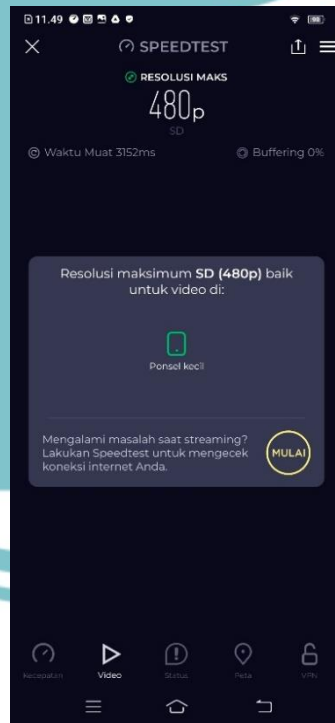 11.49
SPEEDTEST
RESOLUSI MAKS
480p
SD
Waktu Muat 3152ms
Buffering 0%
Resolusi maksimum SD (480p) baik
untuk video di:
Ponsel kecil
Mengalami masalah saat streaming?
Lakukan Speedtest untuk mengecek
koneksi internet Anda.
MULAI
Kecepatan
Video
Status
Peta
VPN